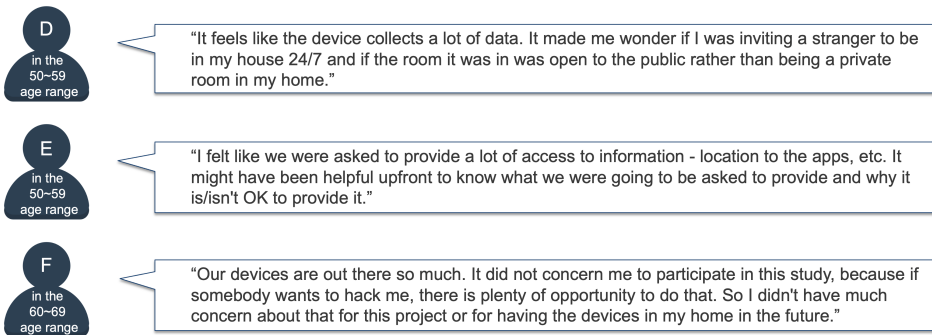 D
in the
50~59
age range
“It feels like the device collects a lot of data. It made me wonder if I was inviting a stranger to be
in my house 24/7 and if the room it was in was open to the public rather than being a private
room in my home.”
E
in the
50~59
age range
“I felt like we were asked to provide a lot of access to information - location to the apps, etc. It
might have been helpful upfront to know what we were going to be asked to provide and why it
is/isn't OK to provide it.”
F
in the
60~69
age range
“Our devices are out there so much. It did not concern me to participate in this study, because if
somebody wants to hack me, there is plenty of opportunity to do that. So I didn't have much
concern about that for this project or for having the devices in my home in the future.”